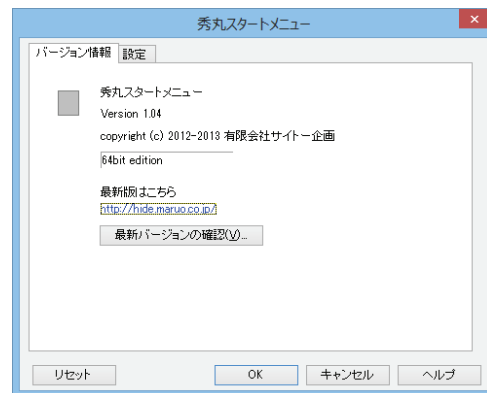 秀丸スタートメニュー
バージョン情報 設定
秀丸スタートメニュー
Version 1.04
copyright (c) 2012-2013 有限会社サイトー企画
64bit edition
最新版はこちら
http://hide.maruo.co.jp/
最新バージョンの確認(V)...
リセット OK キャンセル ヘルプ